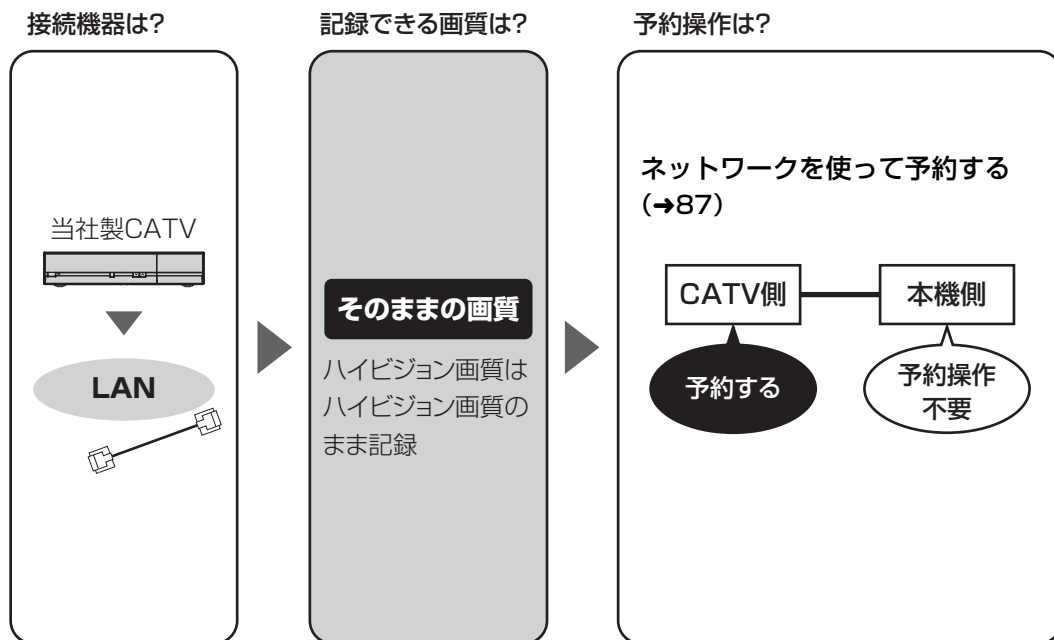 接続機器は?
当社製CATV
LAN
記録できる画質は?
そのままの画質
ハイビジョン画質は
ハイビジョン画質の
まま記録
予約操作は?
ネットワークを使って予約する
(➜87)
CATV側
本機側
予約する
予約操作
不要